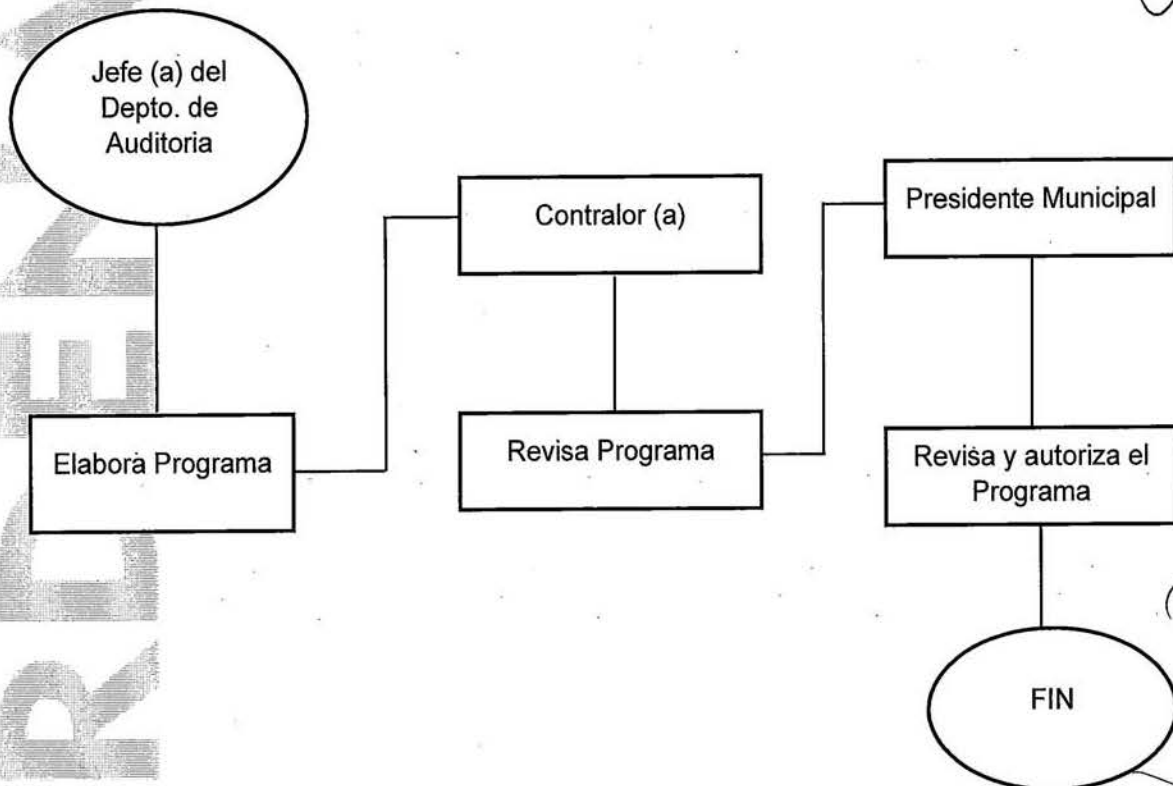 Jefe (a) del
Depto. de
Auditoria
Elabora Programa
Contralor (a)
Revisa Programa
Presidente Municipal
Revisa y autoriza el
Programa
FIN